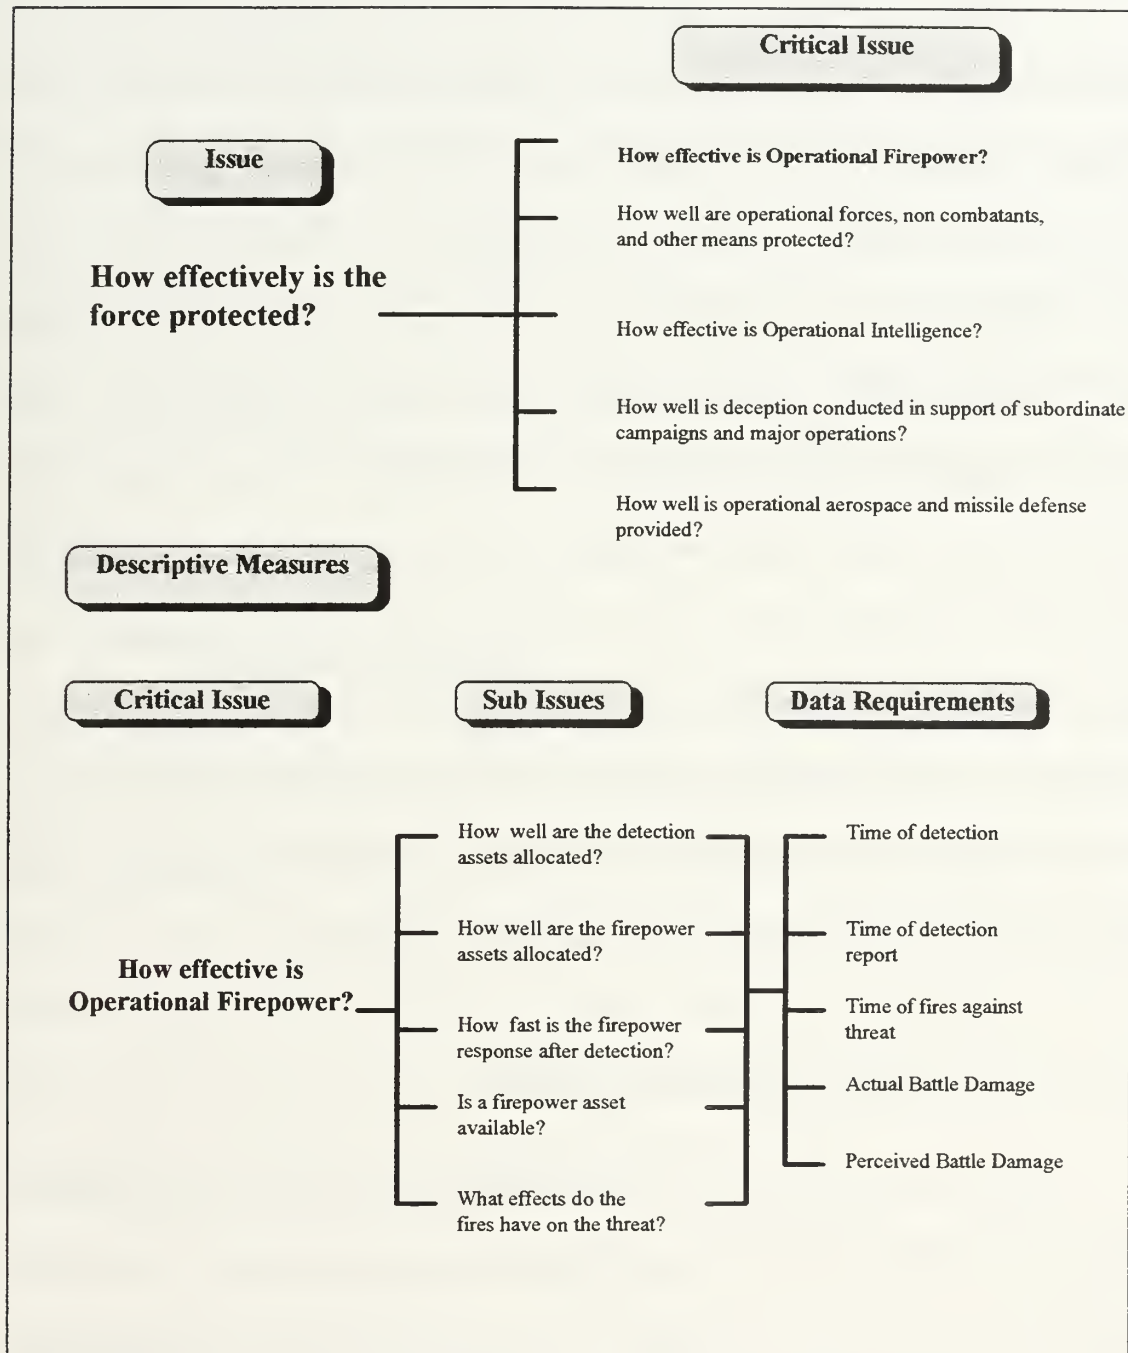 Critical Issue
Issue
How effectively is the
force protected?
How effective is Operational Firepower?
How well are operational forces, non combatants,
and other means protected?
How effective is Operational Intelligence?
How well is deception conducted in support of subordinate
campaigns and major operations?
How well is operational aerospace and missile defense
provided?
Descriptive Measures
Critical Issue
Sub Issues
Data Requirements
How effective is
Operational Firepower?
How well are the detection
assets allocated?
How well are the firepower
assets allocated?
How fast is the firepower
response after detection?
Is a firepower asset
available?
What effects do the
fires have on the threat?
Time of detection
Time of detection
report
Time of fires against
threat
Actual Battle Damage
Perceived Battle Damage